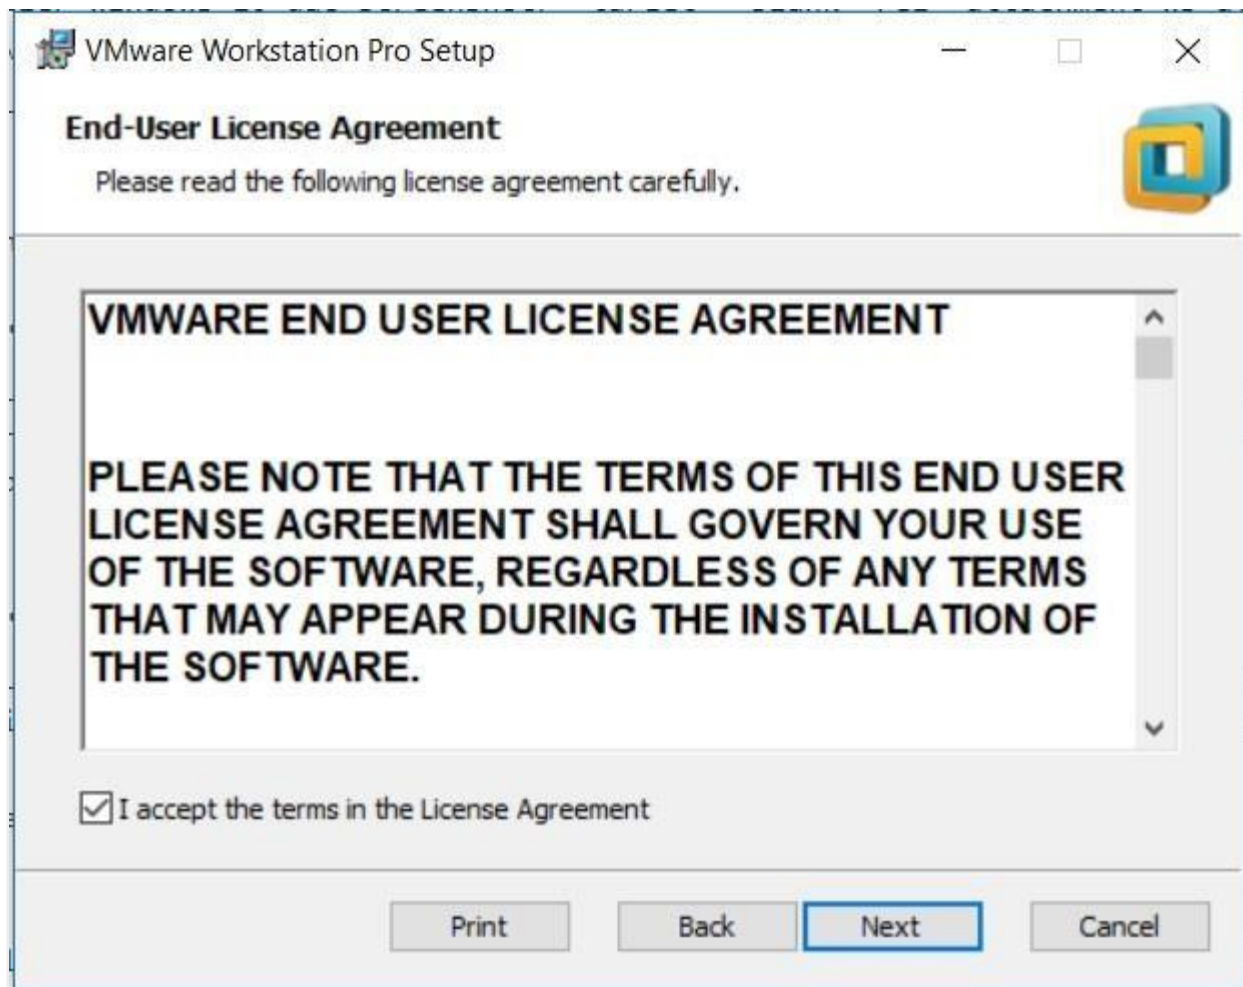 VMware Workstation Pro Setup
End-User License Agreement
Please read the following license agreement carefully.
VMWARE END USER LICENSE AGREEMENT
PLEASE NOTE THAT THE TERMS OF THIS END USER
LICENSE AGREEMENT SHALL GOVERN YOUR USE
OF THE SOFTWARE, REGARDLESS OF ANY TERMS
THAT MAY APPEAR DURING THE INSTALLATION OF
THE SOFTWARE.
I accept the terms in the License Agreement
Print Back Next Cancel